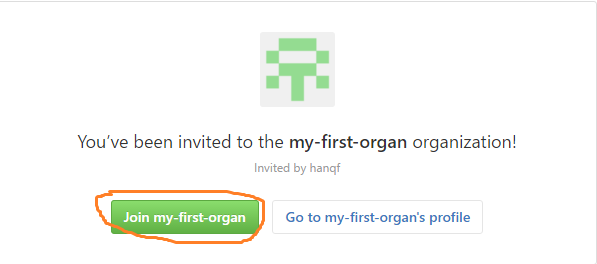 You’ve been invited to the my-first-organ organization!
Invited by hanqf
Join my-first-organ Go to my-first-organ's profile